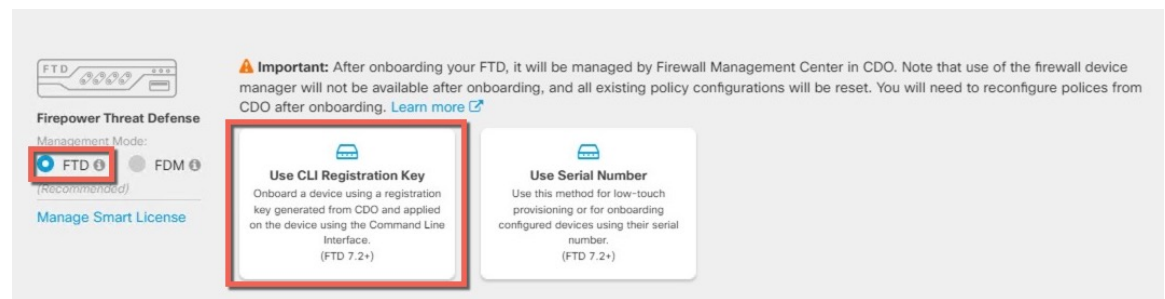 FTD
Firepower Threat Defense
Management Mode:
FTD FDM
(Recommended)
Manage Smart License
Important: After onboarding your FTD, it will be managed by Firewall Management Center in CDO. Note that use of the firewall device
manager will not be available after onboarding, and all existing policy configurations will be reset. You will need to reconfigure polices from
CDO after onboarding. Learn more
Use CLI Registration Key
Onboard a device using a registration
key generated from CDO and applied
on the device using the Command Line
Interface.
(FTD 7.2+)
Use Serial Number
Use this method for low-touch
provisioning or for onboarding
configured devices using their serial
number.
(FTD 7.2+)